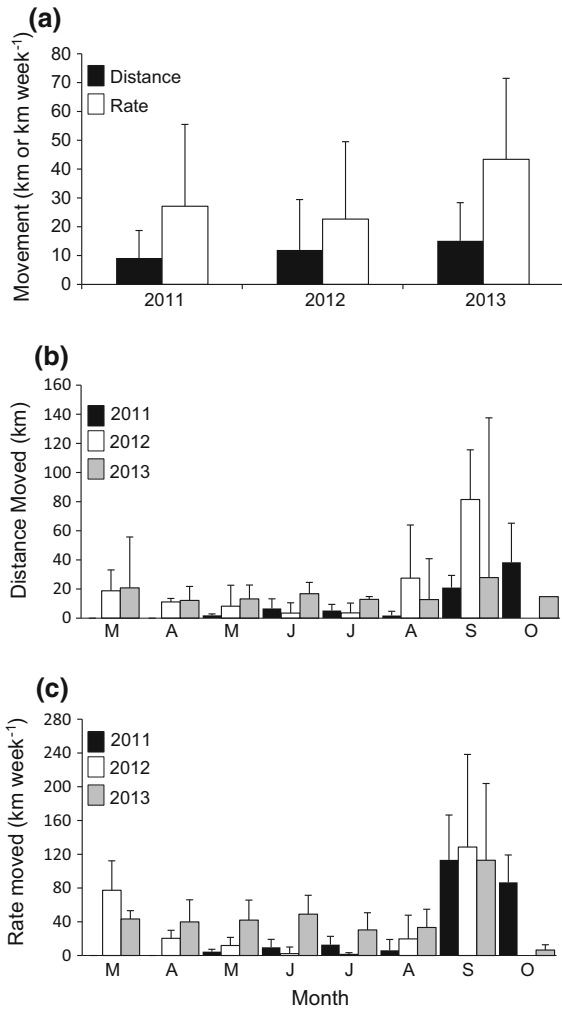 (a)
Movement (km or km week-1)
80
70
60
50
40
30
20
10
0
Distance
Rate
2011 2012 2013
(b)
Distance Moved (km)
160
140
120
100
80
60
40
20
0
2011
2012
2013
M A M J J A S O
(c)
Rate moved (km week-1)
280
240
200
160
120
80
40
0
2011
2012
2013
M A M J J A S O
Month